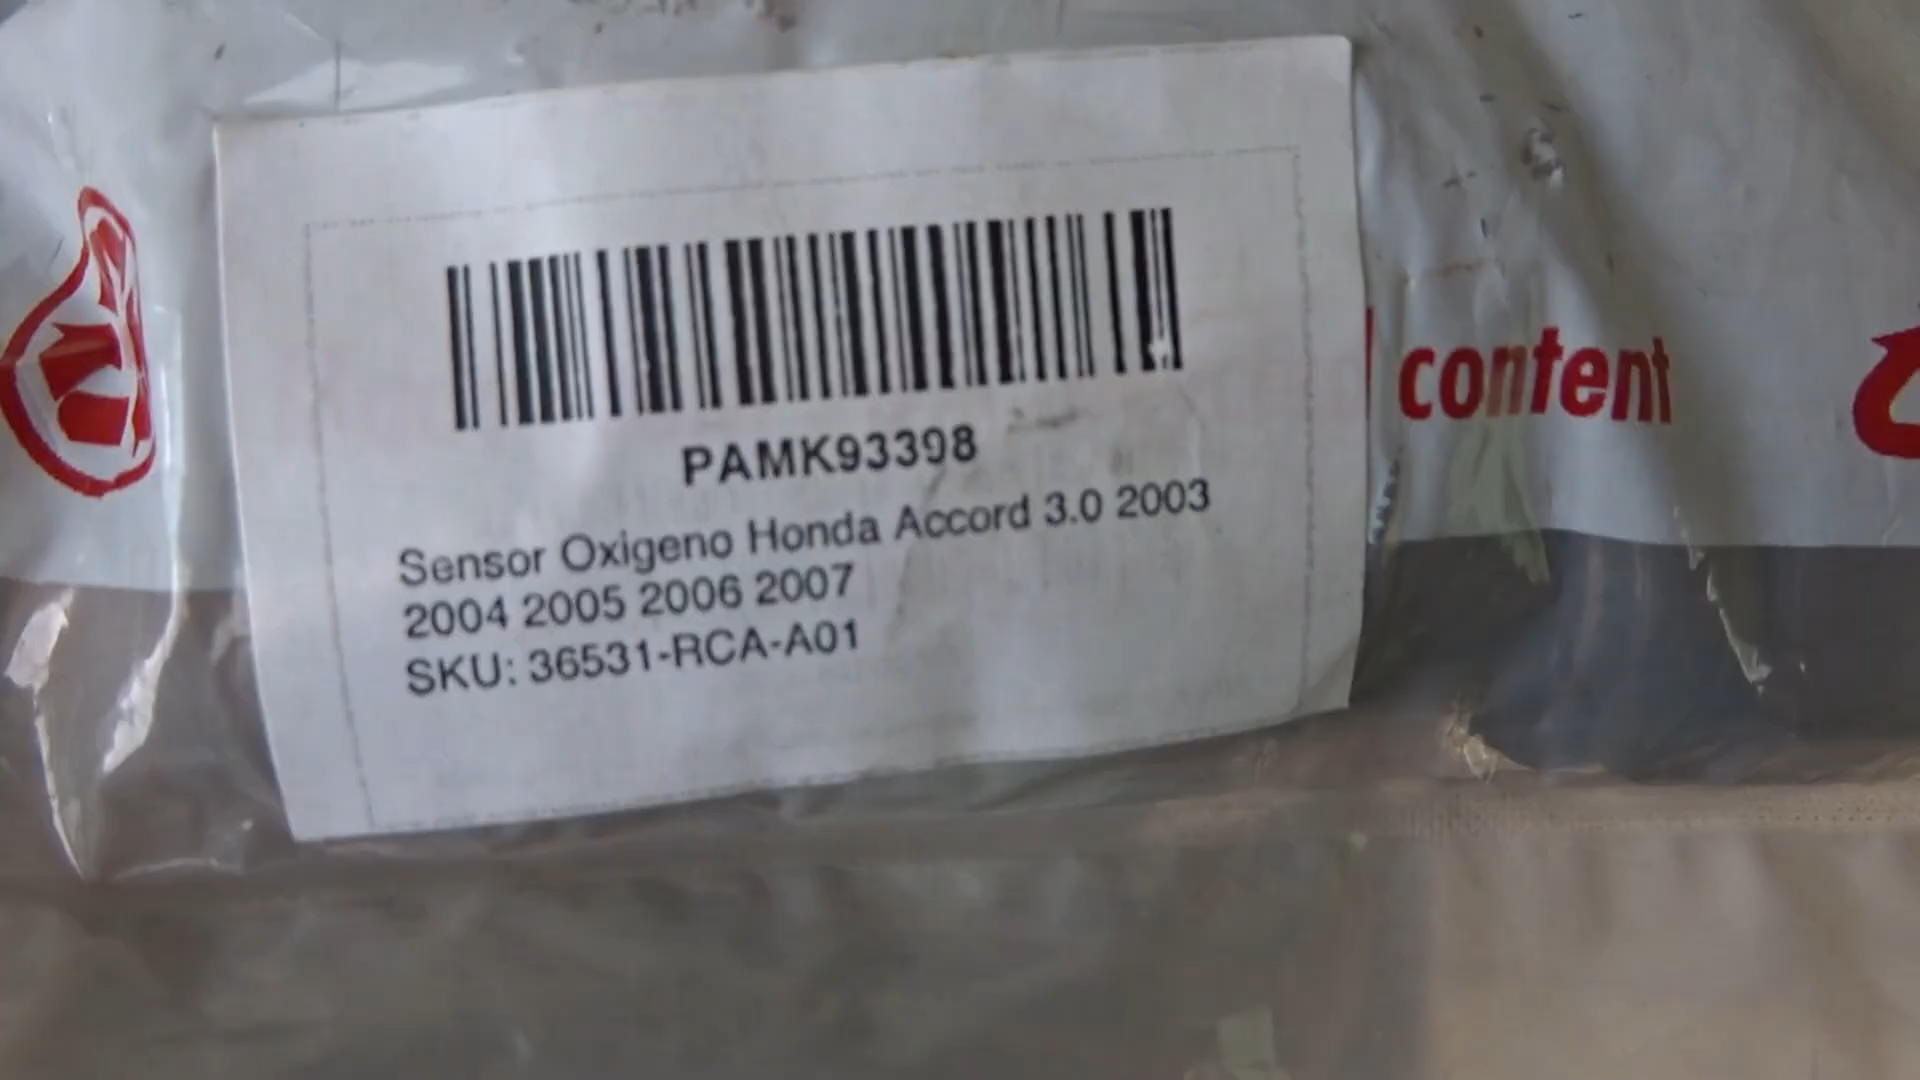 PAMK93398
Sensor Oxigeno Honda Accord 3.0 2003
2004 2005 2006 2007
SKU: 36531-RCA-A01
content